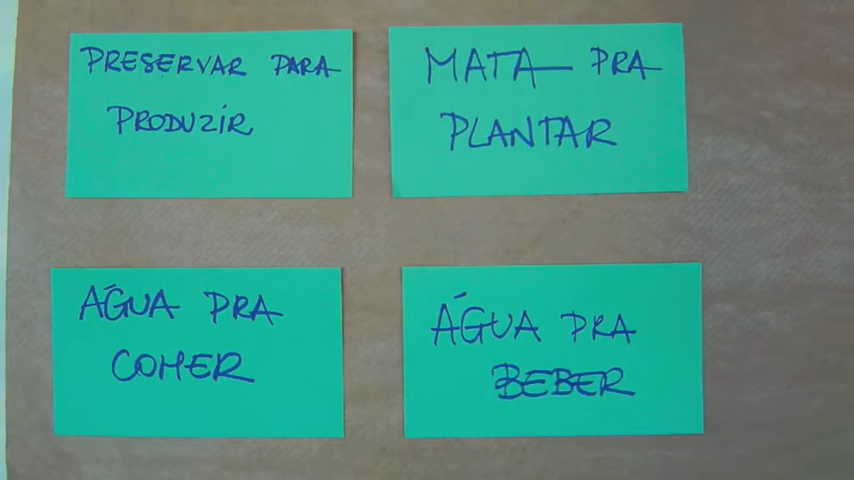 PRESERVAR PARA
PRODUZIR
MATA PRA
PLANTAR
ÁGUA PRA
COMER
ÁGUA PRA
BEBER